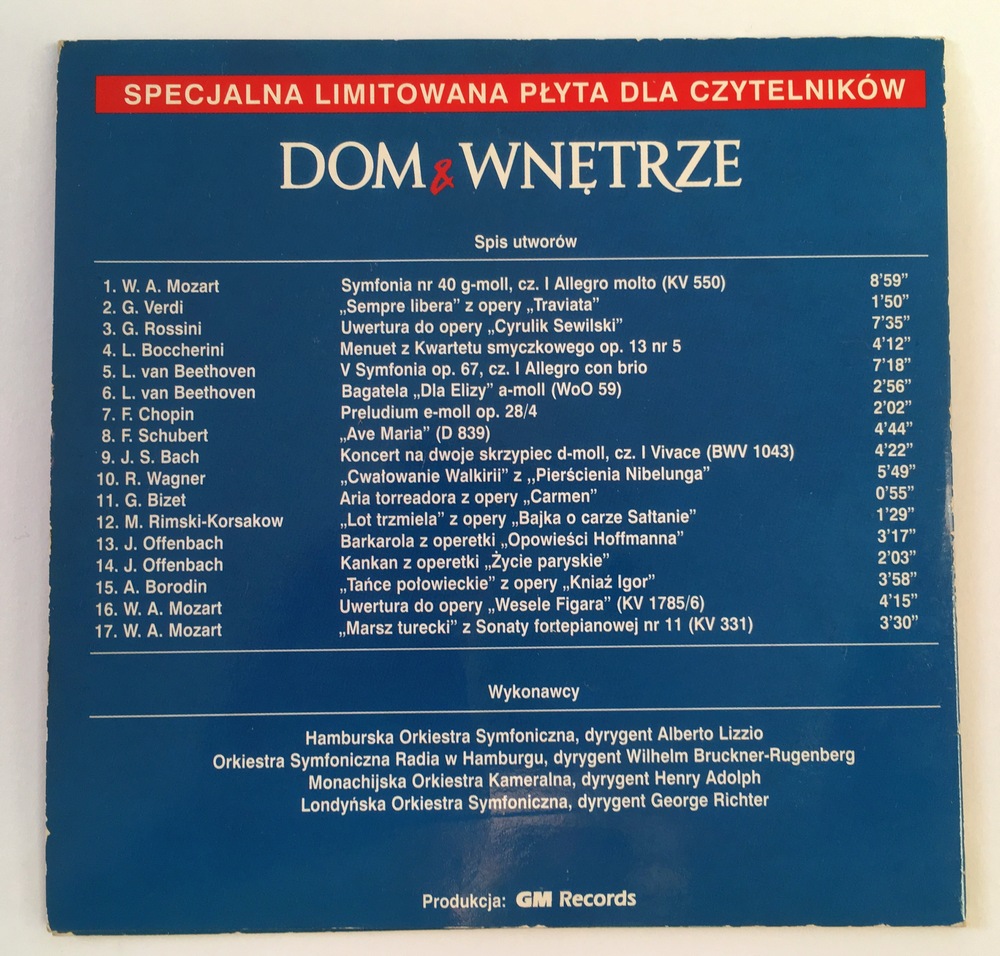 SPECJALNA LIMITOWANA PŁYTA DLA CZYTELNIKÓW
DOM & WNĘTRZE
Spis utworów
1. W. A. Mozart Symfonia nr 40 g-moll, cz. I Allegro molto (KV 550) 8’59”
2. G. Verdi „Sempre libera” z opery „Traviata” 1’50”
3. G. Rossini Uwertura do opery „Cyrulik Sewilski” 7’35”
4. L. Boccherini Menuet z Kwartetu smyczkowego op. 13 nr 5 4’12”
5. L. van Beethoven V Symfonia op. 67, cz. I Allegro con brio 7’18”
6. L. van Beethoven Bagatela „Dla Elizy” a-moll (WoO 59) 2’56”
7. F. Chopin Preludium e-moll op. 28/4 2’02”
8. F. Schubert „Ave Maria” (D 839) 4’44”
9. J. S. Bach Koncert na dwoje skrzypiec d-moll, cz. I Vivace (BWV 1043) 4’22”
10. R. Wagner „Cwałowanie Walkirii” z ,,Pierścienia Nibelunga” 5’49”
11. G. Bizet Aria torreadora z opery „Carmen” 0’55”
12. M. Rimski-Korsakow „Lot trzmiela” z opery „Bajka o carze Sałtanie” 1’29”
13. J. Offenbach Barkarola z operetki „Opowieści Hoffmanna” 3’17”
14. J. Offenbach Kankan z operetki „Życie paryskie” 2’03”
15. A. Borodin „Tańce połowieckie” z opery „Kniaź Igor” 3’58”
16. W. A. Mozart Uwertura do opery „Wesele Figara” (KV 1785/6) 4’15”
17. W. A. Mozart „Marsz turecki” z Sonaty fortepianowej nr 11 (KV 331) 3’30”
Wykonawcy
Hamburska Orkiestra Symfoniczna, dyrygent Alberto Lizzio
Orkiestra Symfoniczna Radia w Hamburgu, dyrygent Wilhelm Bruckner-Rugenberg
Monachijska Orkiestra Kameralna, dyrygent Henry Adolph
Londyńska Orkiestra Symfoniczna, dyrygent George Richter
Produkcja: GM Records